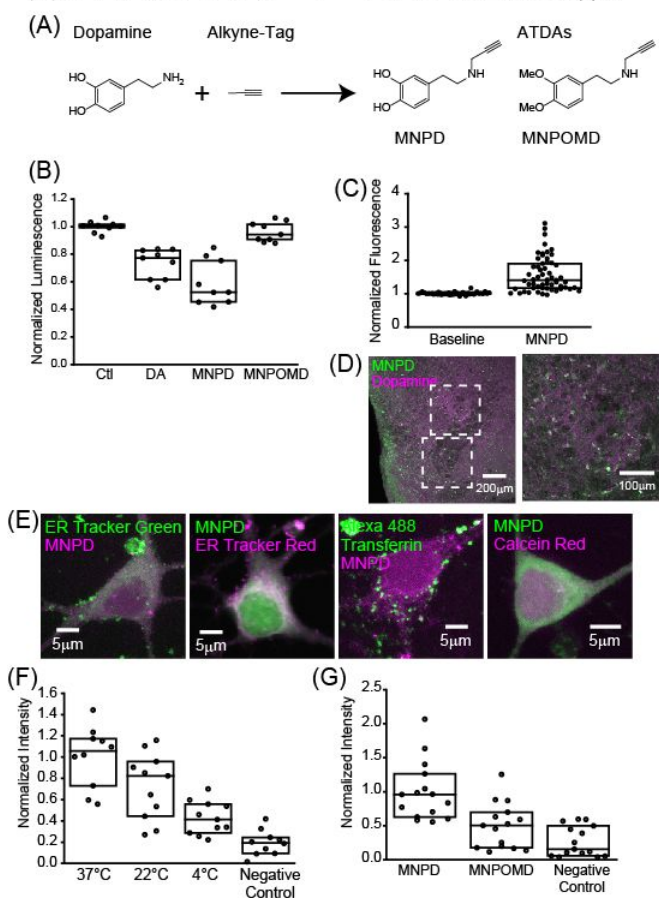 (A)
Dopamine Alkyne-Tag ATDAs
HO HO NH2 + NH HO HO NH MeO MeO
MNPD MNPOMD
(B)
Normalized Luminescence
1.2
1.0
0.8
0.6
0.4
0.2
0.0
Ctl DA MNPD MNPOMD
(C)
Normalized Fluorescence
4
3
2
1
0
Baseline MNPD
(D)
MNPD
Dopamine
200μm
100μm
(E)
ER Tracker Green
MNPD
5μm
MNPD
ER Tracker Red
5μm
Alexa 488
Transferrin
MNPD
5μm
MNPD
Calcein Red
5μm
(F)
Normalized Intensity
1.6
1.4
1.2
1.0
0.8
0.6
0.4
0.2
0.0
37°C 22°C 4°C Negative
Control
(G)
Normalized Intensity
2.5
2.0
1.5
1.0
0.5
0.0
MNPD MNPOMD Negative
Control